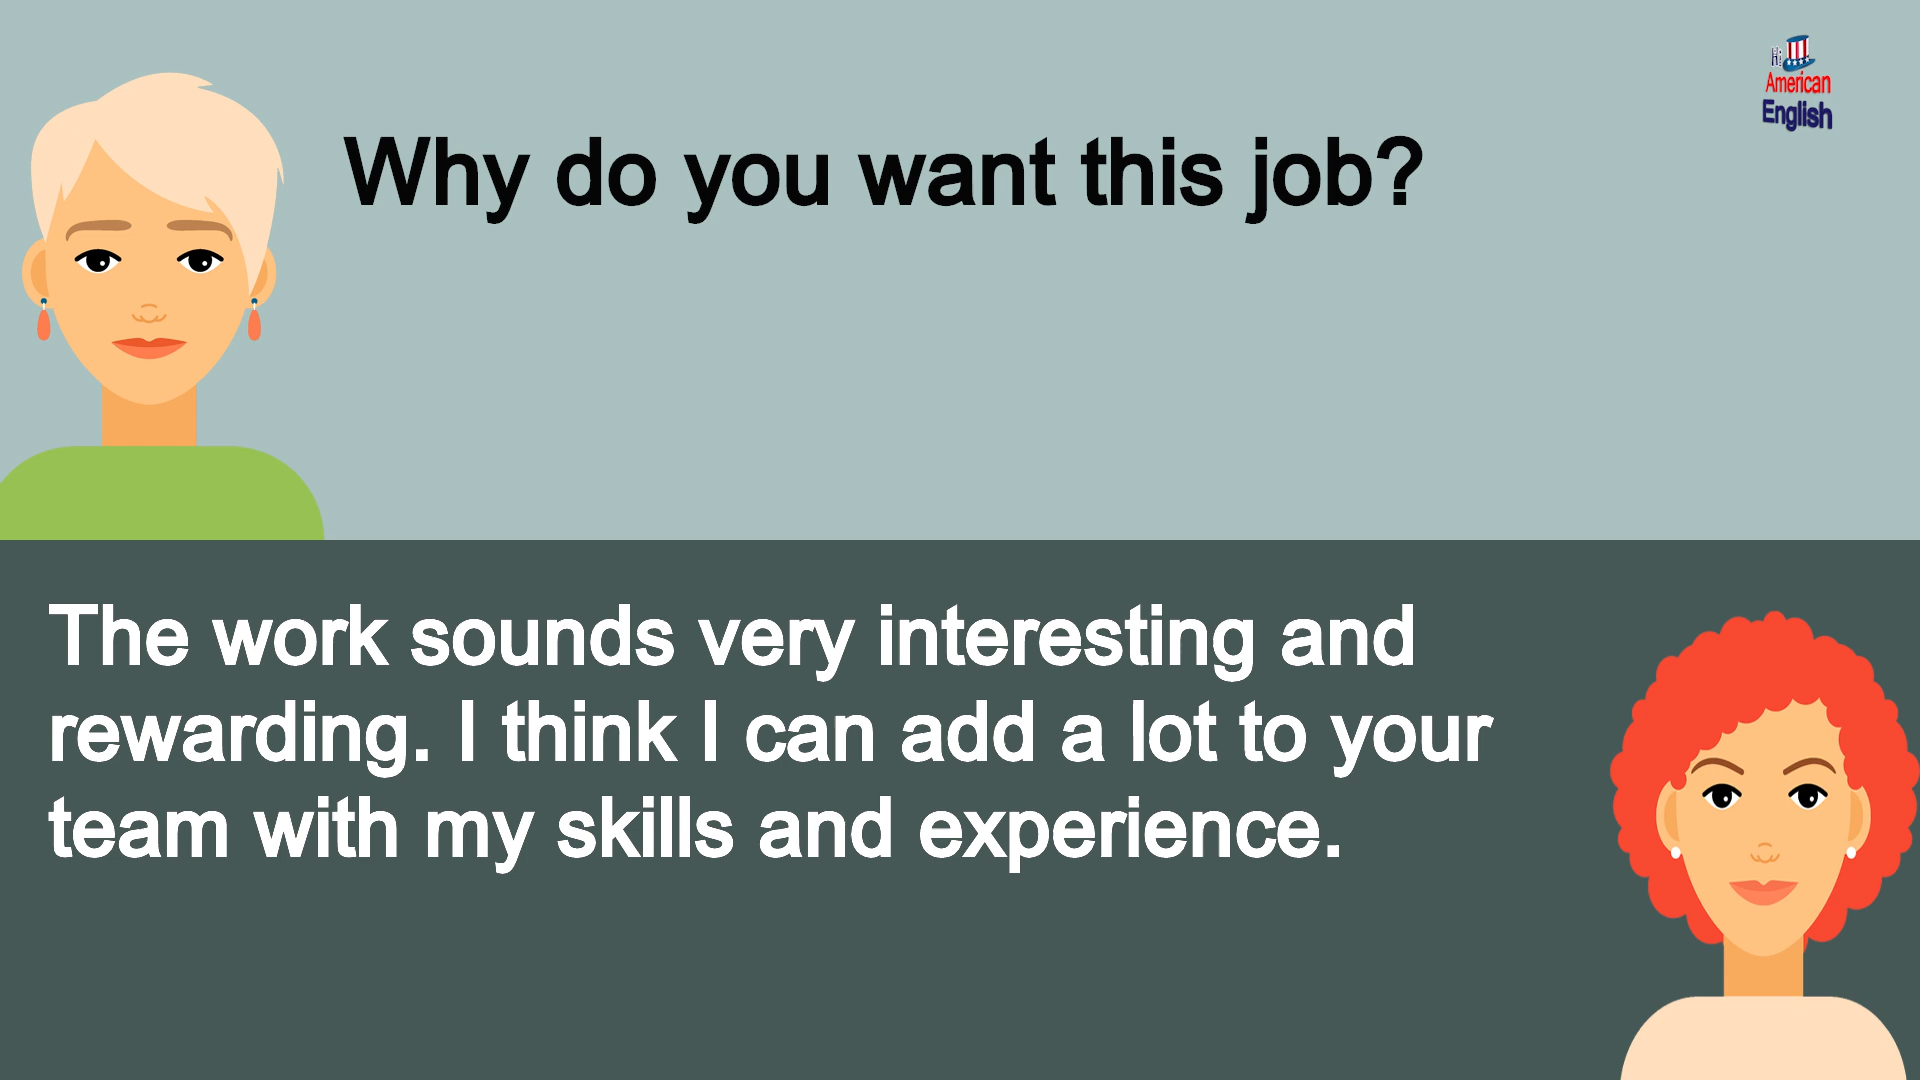 Hi
American
English
Why do you want this job?
The work sounds very interesting and
rewarding. I think I can add a lot to your
team with my skills and experience.